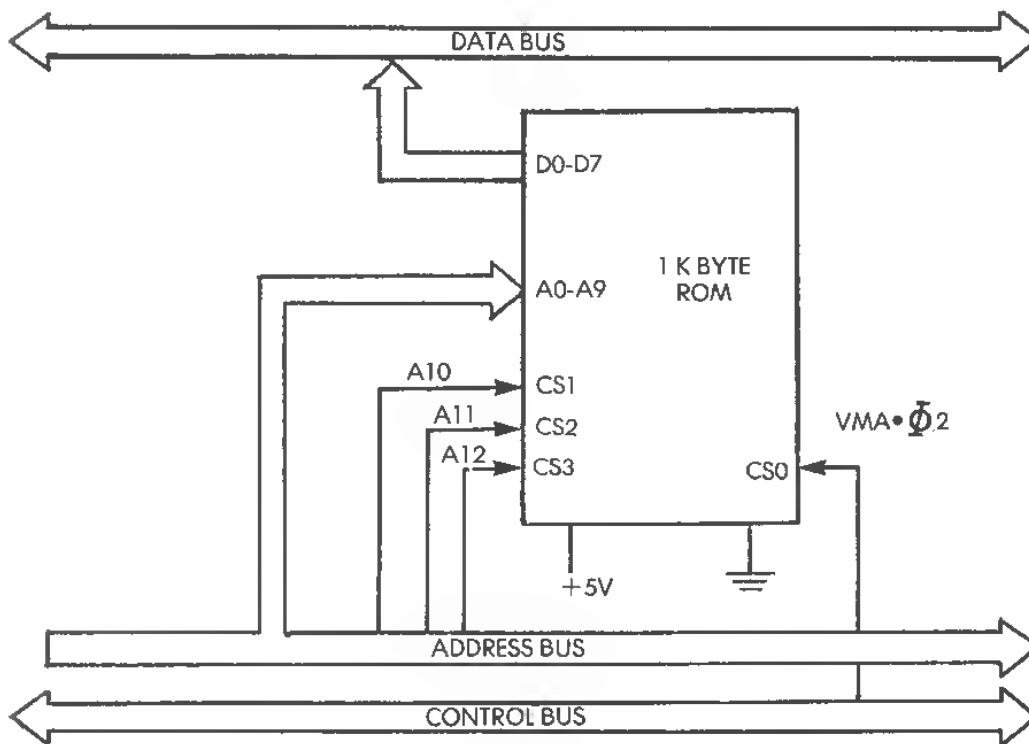 DATA BUS
D0-D7
1 K BYTE
ROM
A0-A9
A10
CS1
A11
CS2
A12
CS3
VMA•Φ2
CS0
+5V
ADDRESS BUS
CONTROL BUS